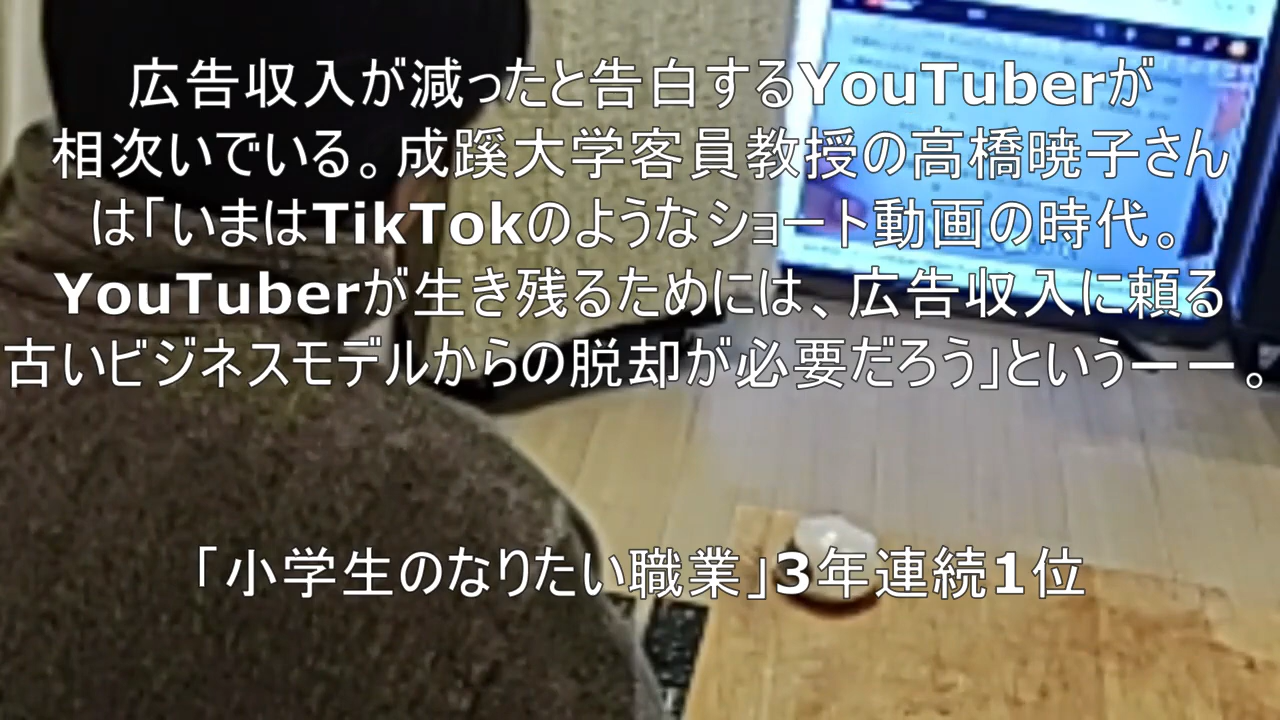 広告収入が減ったと告白するYouTuberが
相次いでいる。成蹊大学客員教授の高橋暁子さん
は「いまはTikTokのようなショート動画の時代。
YouTuberが生き残るためには、広告収入に頼る
古いビジネスモデルからの脱却が必要だろう」というーー。
「小学生のなりたい職業」3年連続1位